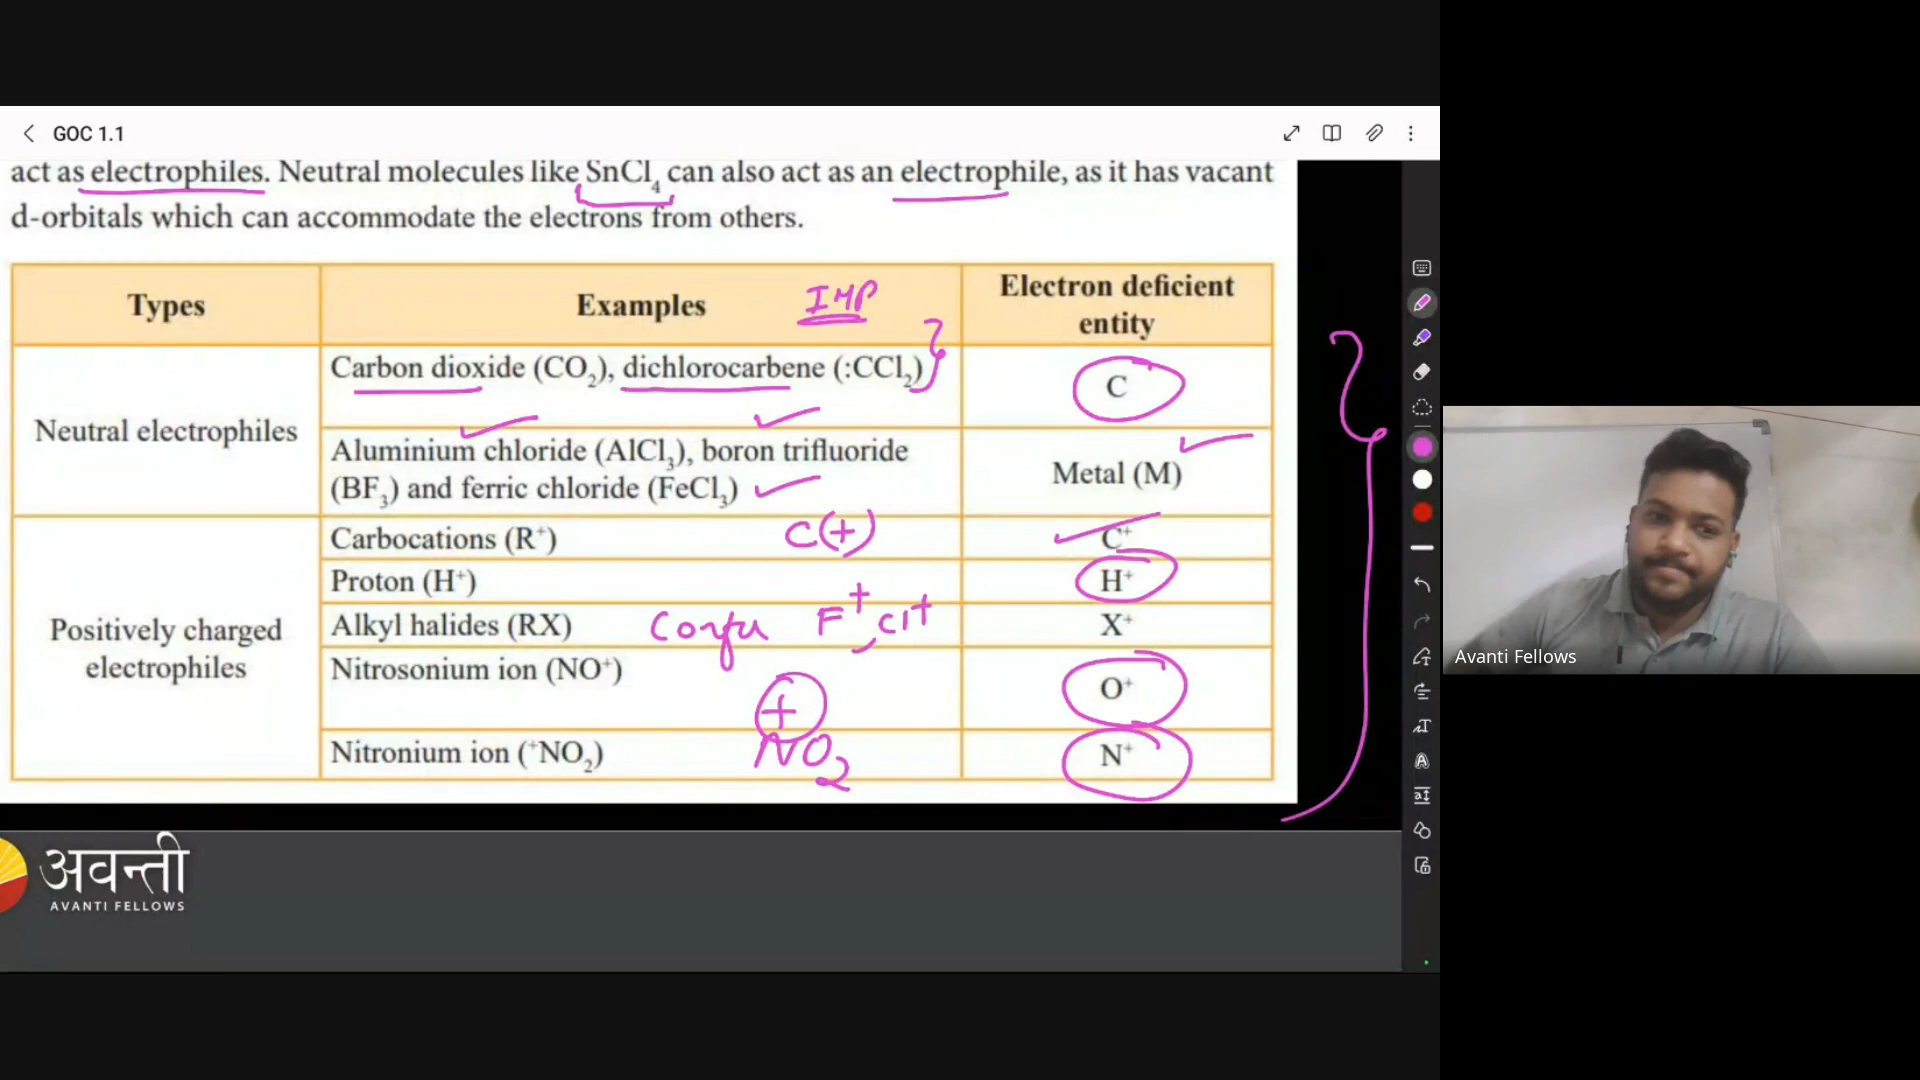 GOC 1.1
act as electrophiles. Neutral molecules like SnCl₄ can also act as an electrophile, as it has vacant
d-orbitals which can accommodate the electrons from others.
Types
Examples
IMP
Electron deficient
entity
Neutral electrophiles
Carbon dioxide (CO₂), dichlorocarbene (:CCl₂)
C
Aluminium chloride (AlCl₃), boron trifluoride
(BF₃) and ferric chloride (FeCl₃)
Metal (M)
Positively charged
electrophiles
Carbocations (R⁺)
C(+)
C⁺
Proton (H⁺)
H⁺
Alkyl halides (RX)
F⁺, Cl⁺
X⁺
Nitrosonium ion (NO⁺)
O⁺
Nitronium ion (⁺NO₂)
+
NO₂
N⁺
अवन्ती
AVANTI FELLOWS
Avanti Fellows